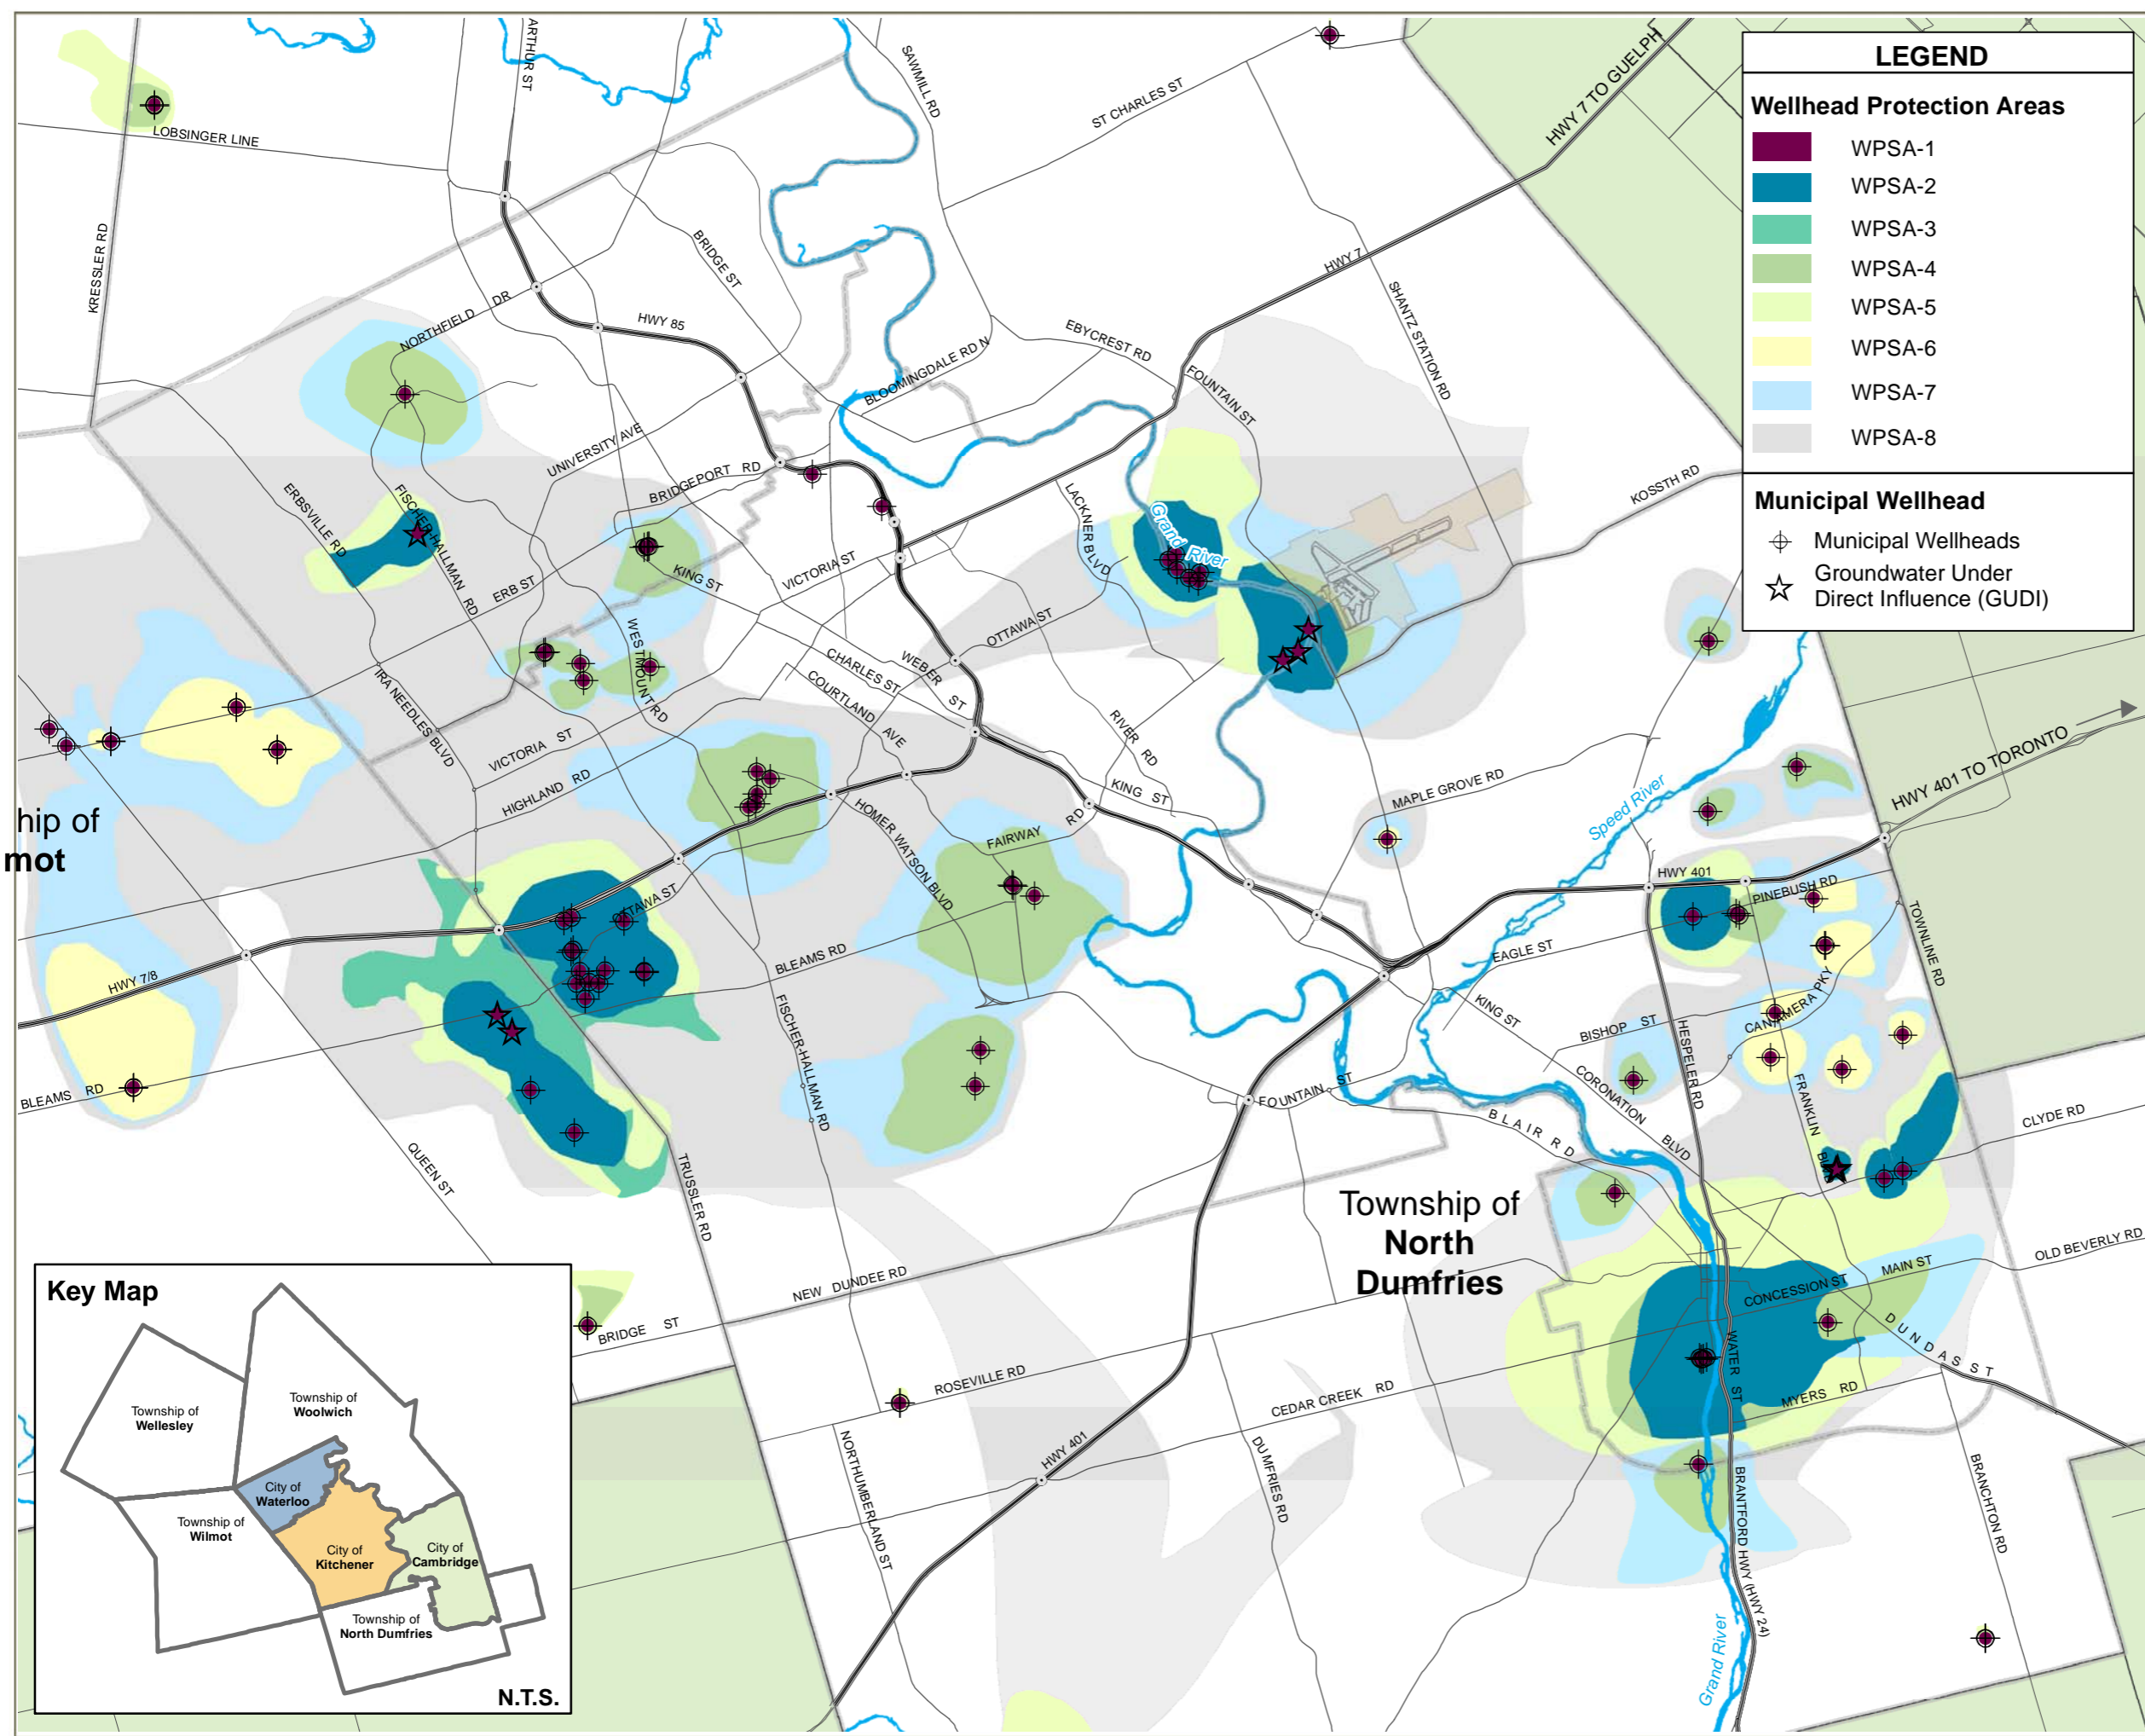 LEGEND
Wellhead Protection Areas
WPSA-1
WPSA-2
WPSA-3
WPSA-4
WPSA-5
WPSA-6
WPSA-7
WPSA-8
Municipal Wellhead
Municipal Wellheads
Groundwater Under
Direct Influence (GUDI)
ARTHUR ST
SAWMILL RD
ST CHARLES ST
HWY 7 TO GUELPH
LOBSINGER LINE
KRESSLER RD
BRIDGE ST
HWY 7
SHANTZ STATION RD
NORTHFIELD DR
HWY 85
EBYCREST RD
BLOOMINGDALE RD N
FOUNTAIN ST
UNIVERSITY AVE
BRIDGEPORT RD
ERBSVILLE RD
FISCHER-HALLMAN RD
LACKNER BLVD
Grand River
KOSSTH RD
ERB ST
KING ST
VICTORIA ST
OTTAWA ST
WESTMOUNT RD
CHARLES ST
WEBER ST
COURTLAND AVE
IRA NEEDLES BLVD
VICTORIA ST
HIGHLAND RD
RIVER RD
KING ST
MAPLE GROVE RD
Speed River
HWY 401 TO TORONTO
hip of
mot
HOMER WATSON BLVD
FAIRWAY RD
OTTAWA ST
HWY 401
PINEBUSH RD
TOWNLINE RD
HWY 7/8
BLEAMS RD
EAGLE ST
KING ST
BISHOP ST
HESPELER RD
CANAMERA PKY
FISCHER-HALLMAN RD
BLEAMS RD
FOUNTAIN ST
CORONATION BLVD
FRANKLIN
BLAIR RD
CLYDE RD
QUEEN ST
TRUSSLER RD
Township of
North
Dumfries
OLD BEVERLY RD
MAIN ST
CONCESSION ST
NEW DUNDEE RD
BRIDGE ST
DUNDAS ST
WATER ST
ROSEVILLE RD
CEDAR CREEK RD
MYERS RD
HWY 401
NORTHUMBERLAND ST
DUMFRIES RD
BRANTFORD HWY (HWY 24)
BRANCHTON RD
Grand River
Key Map
Township of
Wellesley
Township of
Woolwich
City of
Waterloo
Township of
Wilmot
City of
Kitchener
City of
Cambridge
Township of
North Dumfries
N.T.S.